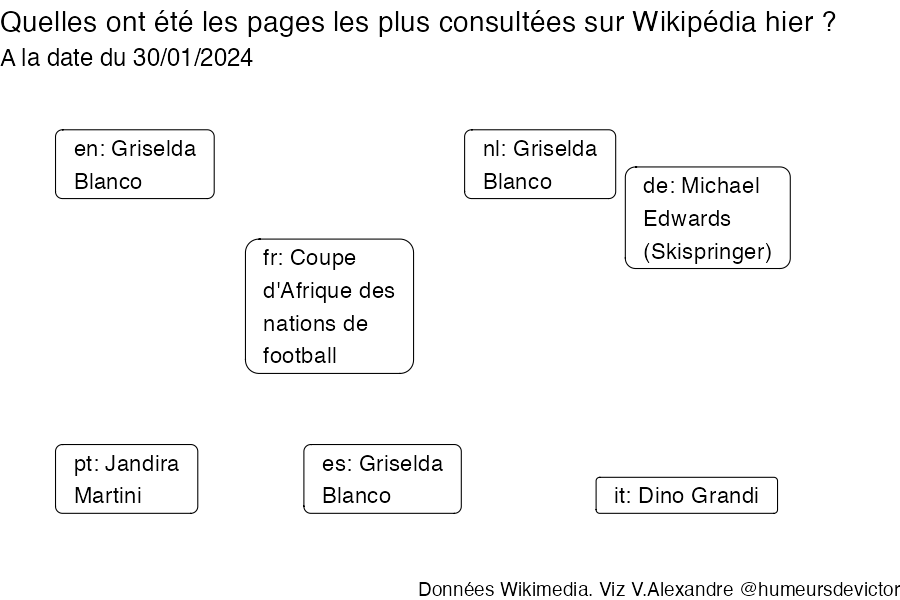 Quelles ont été les pages les plus consultées sur Wikipédia hier ?
A la date du 30/01/2024
en: Griselda
Blanco
nl: Griselda
Blanco
de: Michael
Edwards
(Skispringer)
fr: Coupe
d'Afrique des
nations de
football
pt: Jandira
Martini
es: Griselda
Blanco
it: Dino Grandi
Données Wikimedia. Viz V.Alexandre @humeursdevictor